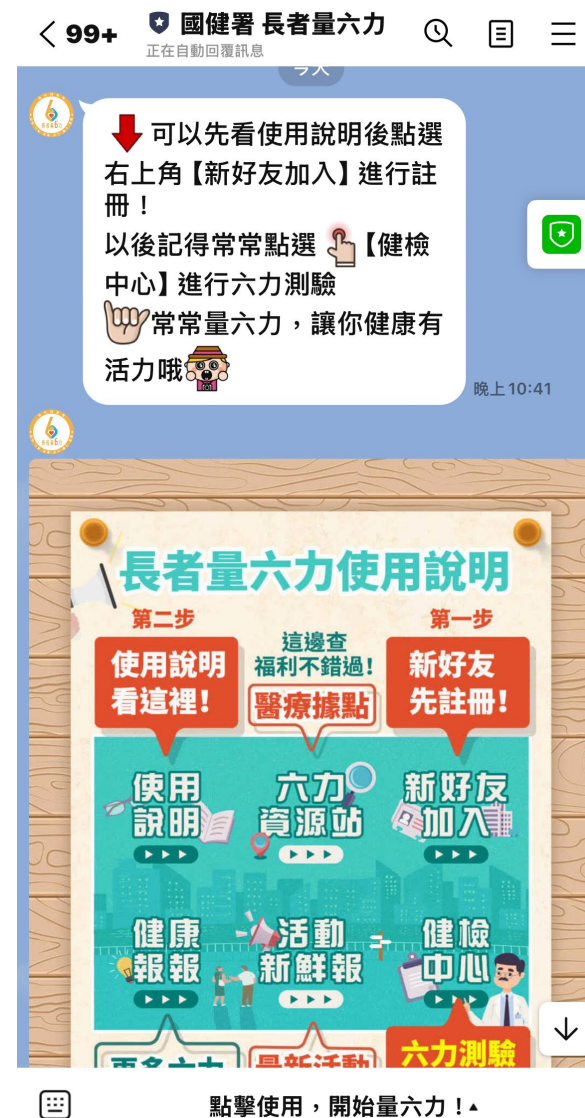 99+
國健署 長者量六力
正在自動回覆訊息
今天
可以先看使用說明後點選
右上角【新好友加入】進行註
冊！
以後記得常常點選【健檢
中心】進行六力測驗
常常量六力，讓你健康有
活力哦
晚上10:41
長者量六力使用說明
第二步
使用說明
看這裡!
這邊查
福利不錯過!
醫療據點
第一步
新好友
先註冊!
使用
說明
六力
資源站
新好友
加入
健康
報報
活動
新鮮報
健檢
中心
更多六力
最新活動
六力測驗
點擊使用，開始量六力！▴